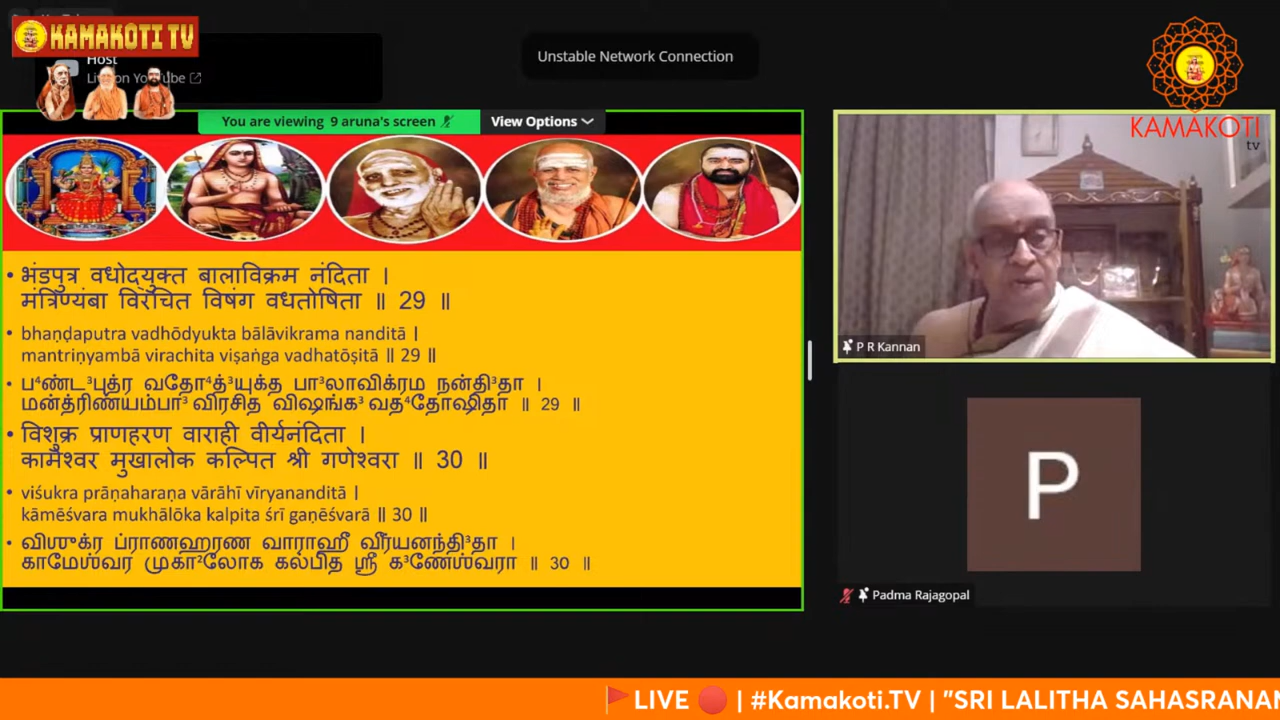 KAMAKOTI TV
Host
Live on YouTube
Unstable Network Connection
KAMAKOTI
tv
You are viewing 9 aruna's screen
View Options
• भंडपुत्र वधोद्युक्त बालाविक्रम नंदिता ।
मंत्रिण्यंबा विरचित विषंग वधतोषिता ॥ 29 ॥
• bhaṇḍaputra vadhōdyukta bālāvikrama nanditā |
mantriṇyambā virachita viṣaṅga vadhatōṣitā ॥ 29 ॥
• ப⁴ண்ட³புத்ர வதோ⁴த்³யுக்த பா³லாவிக்ரம நன்தி³தா ।
மன்த்ரிண்யம்பா³ விரசித விஷங்க³ வத⁴தோஷிதா ॥ 29 ॥
• विशुक्र प्राणहरण वाराही वीर्यनंदिता ।
कामेश्वर मुखालोक कल्पित श्री गणेश्वरा ॥ 30 ॥
• viśukra prāṇaharaṇa vārāhī vīryananditā |
kāmēśvara mukhālōka kalpita śrī gaṇēśvarā ॥ 30 ॥
• விஶுக்ர ப்ராணஹரண வாராஹீ வீர்யனந்தி³தா ।
காமேஶ்வர முகா²லோக கல்பித ஶ்ரீ க³ணேஶ்வரா ॥ 30 ॥
P R Kannan
P
Padma Rajagopal
LIVE | #Kamakoti.TV | "SRI LALITHA SAHASRANAM